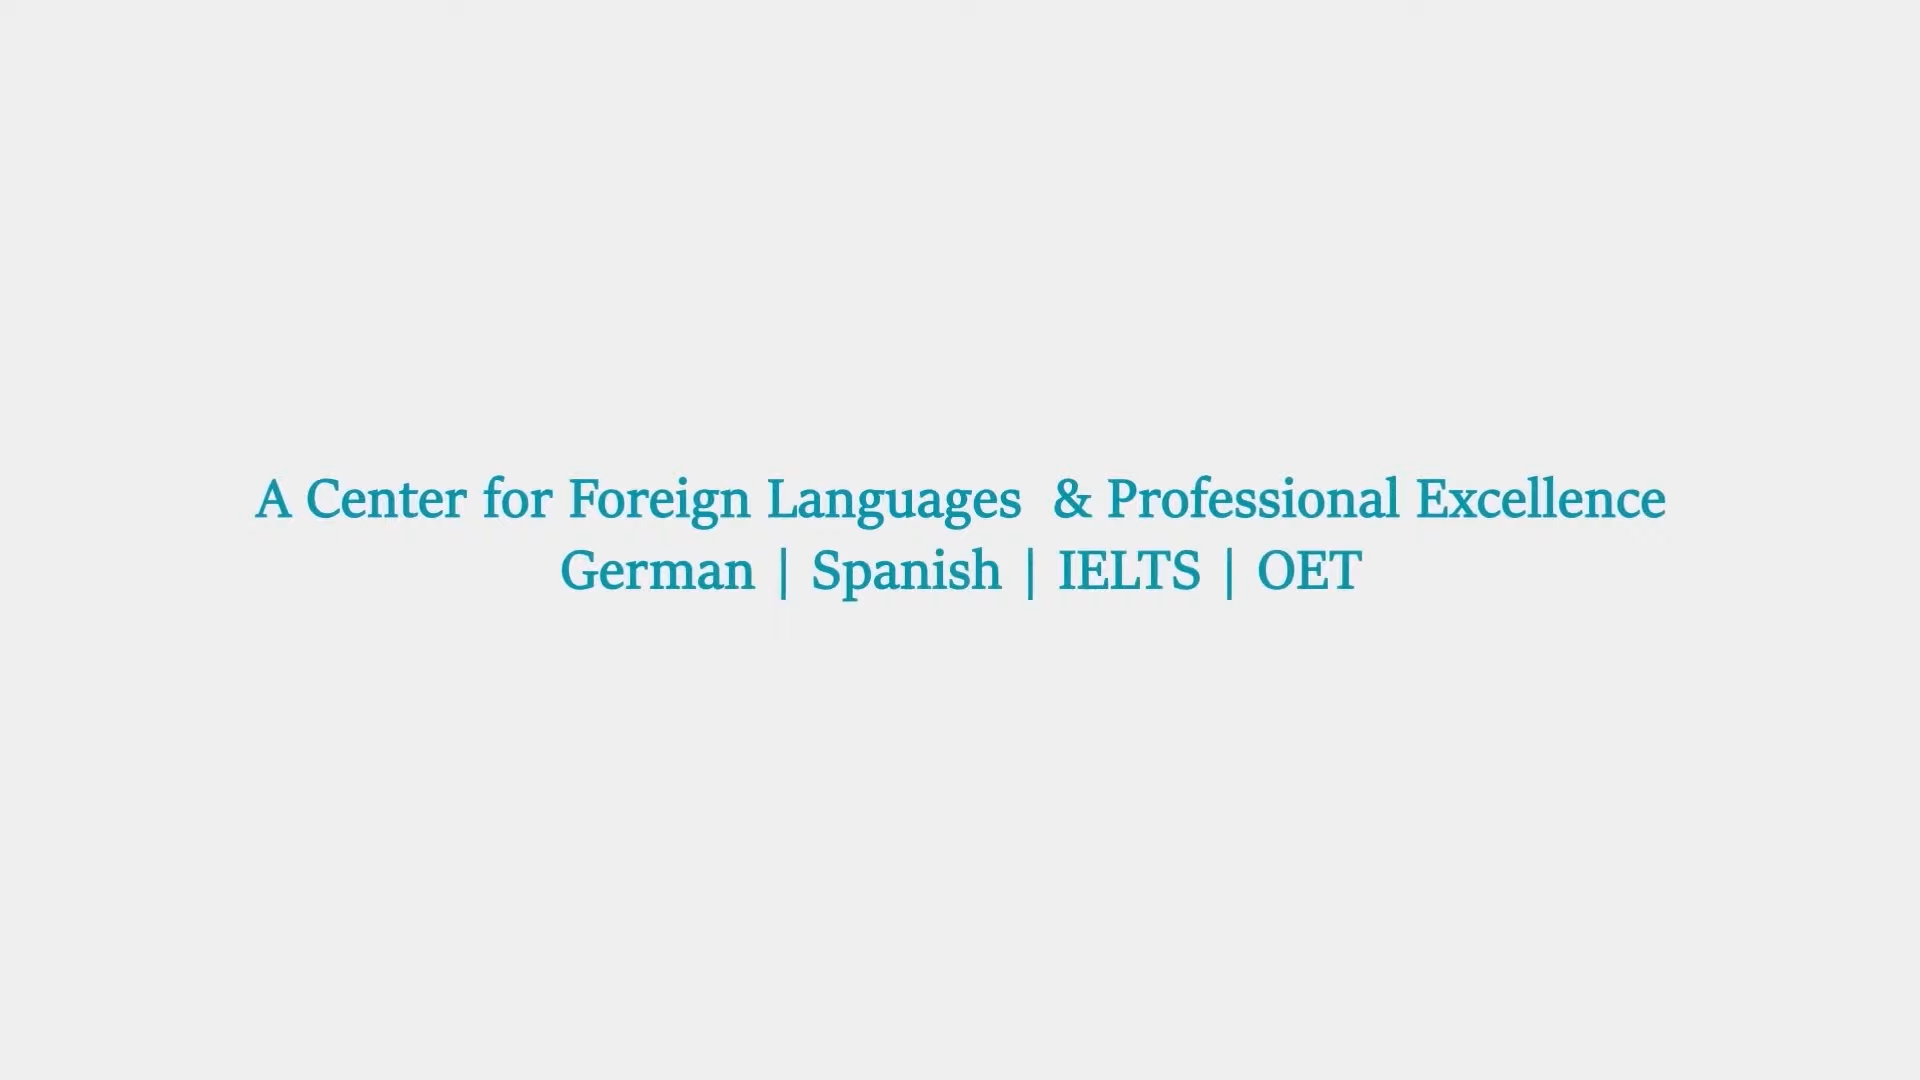 A Center for Foreign Languages  & Professional Excellence
German | Spanish | IELTS | OET